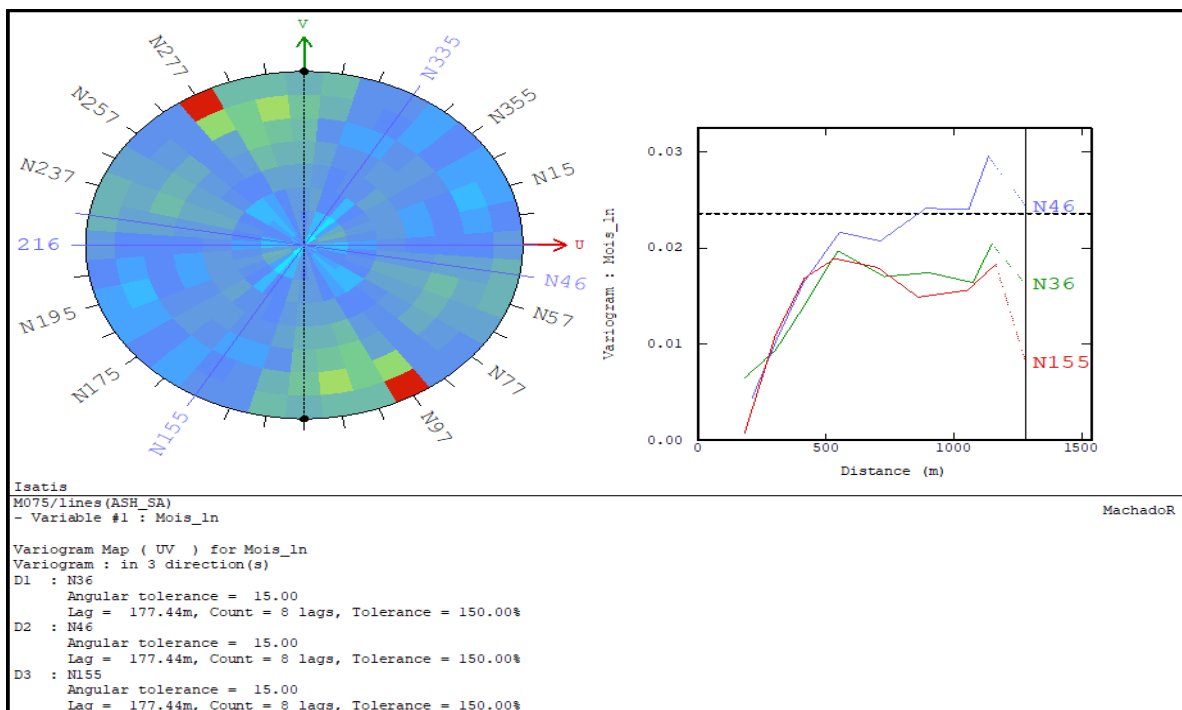 V
N277
N335
N257
N355
N237
N15
216
U
N46
N195
N57
N175
N77
N155
N97
0.03
0.02
0.01
0.00
Variogram : Mois_ln
N46
N36
N155
0
500
1000
1500
Distance (m)
Isatis
M075/lines(ASH_SA)
- Variable #1 : Mois_ln
MachadoR
Variogram Map ( UV ) for Mois_ln
Variogram : in 3 direction(s)
D1 : N36
Angular tolerance = 15.00
Lag = 177.44m, Count = 8 lags, Tolerance = 150.00%
D2 : N46
Angular tolerance = 15.00
Lag = 177.44m, Count = 8 lags, Tolerance = 150.00%
D3 : N155
Angular tolerance = 15.00
Lag = 177.44m, Count = 8 lags, Tolerance = 150.00%